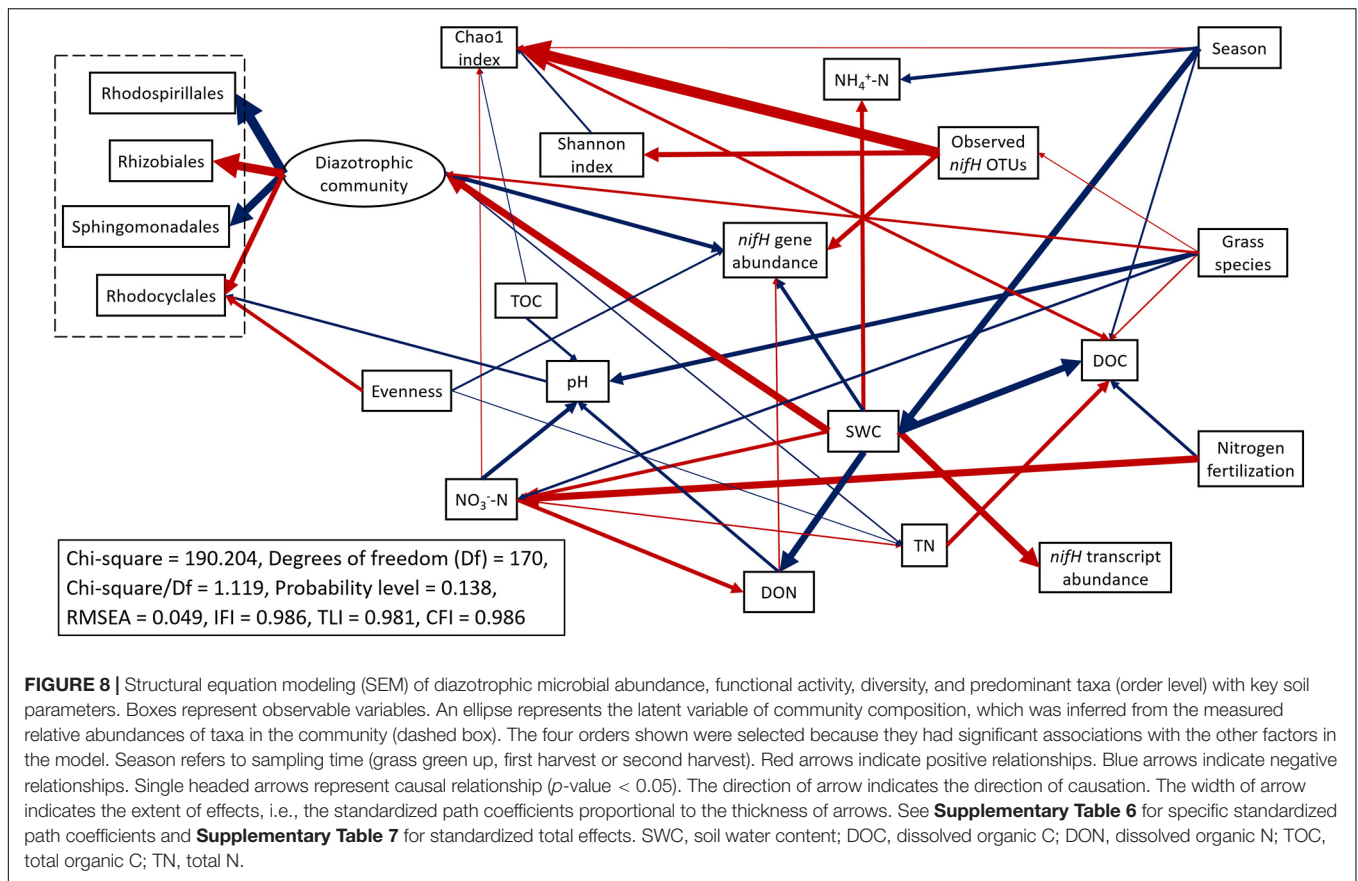 Chao1
index
Season
NH₄⁺-N
Rhodospirillales
Observed
nifH OTUs
Shannon
index
Rhizobiales
Diazotrophic
community
Sphingomonadales
nifH gene
abundance
Grass
species
Rhodocyclales
TOC
DOC
Evenness
pH
SWC
Nitrogen
fertilization
NO₃⁻-N
TN
nifH transcript
abundance
DON
Chi-square = 190.204, Degrees of freedom (Df) = 170,
Chi-square/Df = 1.119, Probability level = 0.138,
RMSEA = 0.049, IFI = 0.986, TLI = 0.981, CFI = 0.986
FIGURE 8 | Structural equation modeling (SEM) of diazotrophic microbial abundance, functional activity, diversity, and predominant taxa (order level) with key soil
parameters. Boxes represent observable variables. An ellipse represents the latent variable of community composition, which was inferred from the measured
relative abundances of taxa in the community (dashed box). The four orders shown were selected because they had significant associations with the other factors in
the model. Season refers to sampling time (grass green up, first harvest or second harvest). Red arrows indicate positive relationships. Blue arrows indicate negative
relationships. Single headed arrows represent causal relationship (p-value < 0.05). The direction of arrow indicates the direction of causation. The width of arrow
indicates the extent of effects, i.e., the standardized path coefficients proportional to the thickness of arrows. See Supplementary Table 6 for specific standardized
path coefficients and Supplementary Table 7 for standardized total effects. SWC, soil water content; DOC, dissolved organic C; DON, dissolved organic N; TOC,
total organic C; TN, total N.